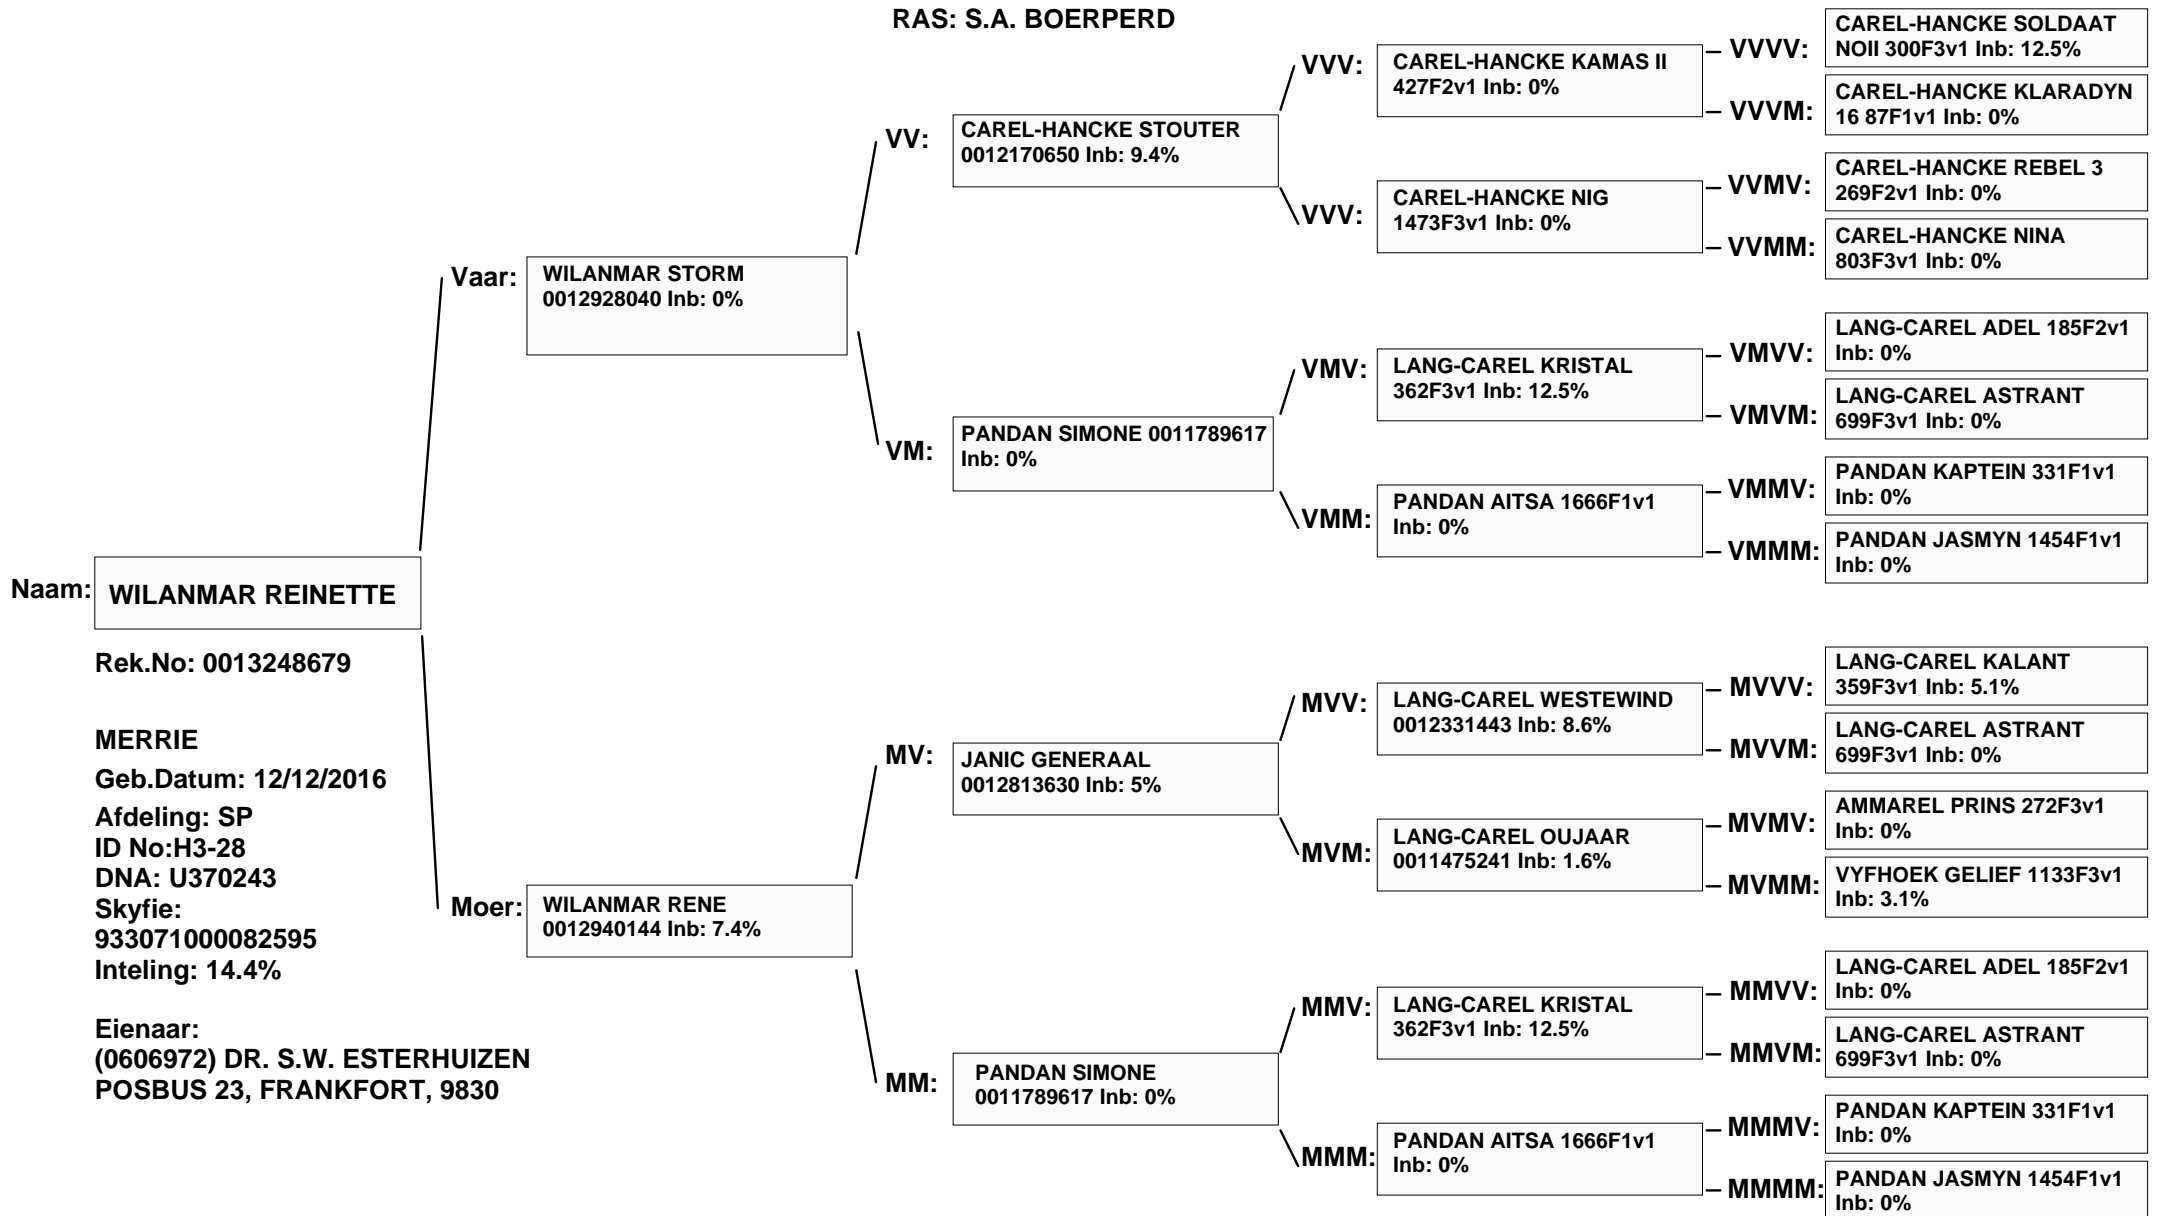 RAS: S.A. BOERPERD
Naam:
WILANMAR REINETTE
Rek.No: 0013248679
MERRIE
Geb.Datum: 12/12/2016
Afdeling: SP
ID No:H3-28
DNA: U370243
Skyfie:
933071000082595
Inteling: 14.4%
Eienaar:
(0606972) DR. S.W. ESTERHUIZEN
POSBUS 23, FRANKFORT, 9830
Vaar:
WILANMAR STORM
0012928040 Inb: 0%
Moer:
WILANMAR RENE
0012940144 Inb: 7.4%
VV:
CAREL-HANCKE STOUTER
0012170650 Inb: 9.4%
VM:
PANDAN SIMONE 0011789617
Inb: 0%
MV:
JANIC GENERAAL
0012813630 Inb: 5%
MM:
PANDAN SIMONE
0011789617 Inb: 0%
VVV:
CAREL-HANCKE KAMAS II
427F2v1 Inb: 0%
VVV:
CAREL-HANCKE NIG
1473F3v1 Inb: 0%
VMV:
LANG-CAREL KRISTAL
362F3v1 Inb: 12.5%
VMM:
PANDAN AITSA 1666F1v1
Inb: 0%
MVV:
LANG-CAREL WESTEWIND
0012331443 Inb: 8.6%
MVM:
LANG-CAREL OUJAAR
0011475241 Inb: 1.6%
MMV:
LANG-CAREL KRISTAL
362F3v1 Inb: 12.5%
MMM:
PANDAN AITSA 1666F1v1
Inb: 0%
VVVV:
CAREL-HANCKE SOLDAAT
NOII 300F3v1 Inb: 12.5%
VVVM:
CAREL-HANCKE KLARADYN
16 87F1v1 Inb: 0%
VVMV:
CAREL-HANCKE REBEL 3
269F2v1 Inb: 0%
VVMM:
CAREL-HANCKE NINA
803F3v1 Inb: 0%
VMVV:
LANG-CAREL ADEL 185F2v1
Inb: 0%
VMVM:
LANG-CAREL ASTRANT
699F3v1 Inb: 0%
VMMV:
PANDAN KAPTEIN 331F1v1
Inb: 0%
VMMM:
PANDAN JASMYN 1454F1v1
Inb: 0%
MVVV:
LANG-CAREL KALANT
359F3v1 Inb: 5.1%
MVVM:
LANG-CAREL ASTRANT
699F3v1 Inb: 0%
MVMV:
AMMAREL PRINS 272F3v1
Inb: 0%
MVMM:
VYFHOEK GELIEF 1133F3v1
Inb: 3.1%
MMVV:
LANG-CAREL ADEL 185F2v1
Inb: 0%
MMVM:
LANG-CAREL ASTRANT
699F3v1 Inb: 0%
MMMV:
PANDAN KAPTEIN 331F1v1
Inb: 0%
MMMM:
PANDAN JASMYN 1454F1v1
Inb: 0%